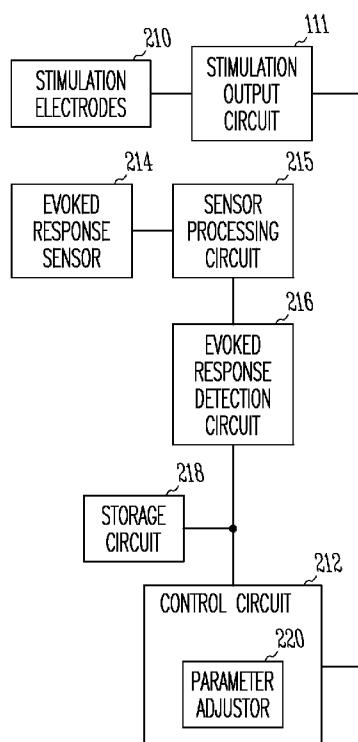 210
STIMULATION
ELECTRODES
111
STIMULATION
OUTPUT
CIRCUIT
214
EVOKED
RESPONSE
SENSOR
215
SENSOR
PROCESSING
CIRCUIT
216
EVOKED
RESPONSE
DETECTION
CIRCUIT
218
STORAGE
CIRCUIT
212
CONTROL CIRCUIT
220
PARAMETER
ADJUSTOR